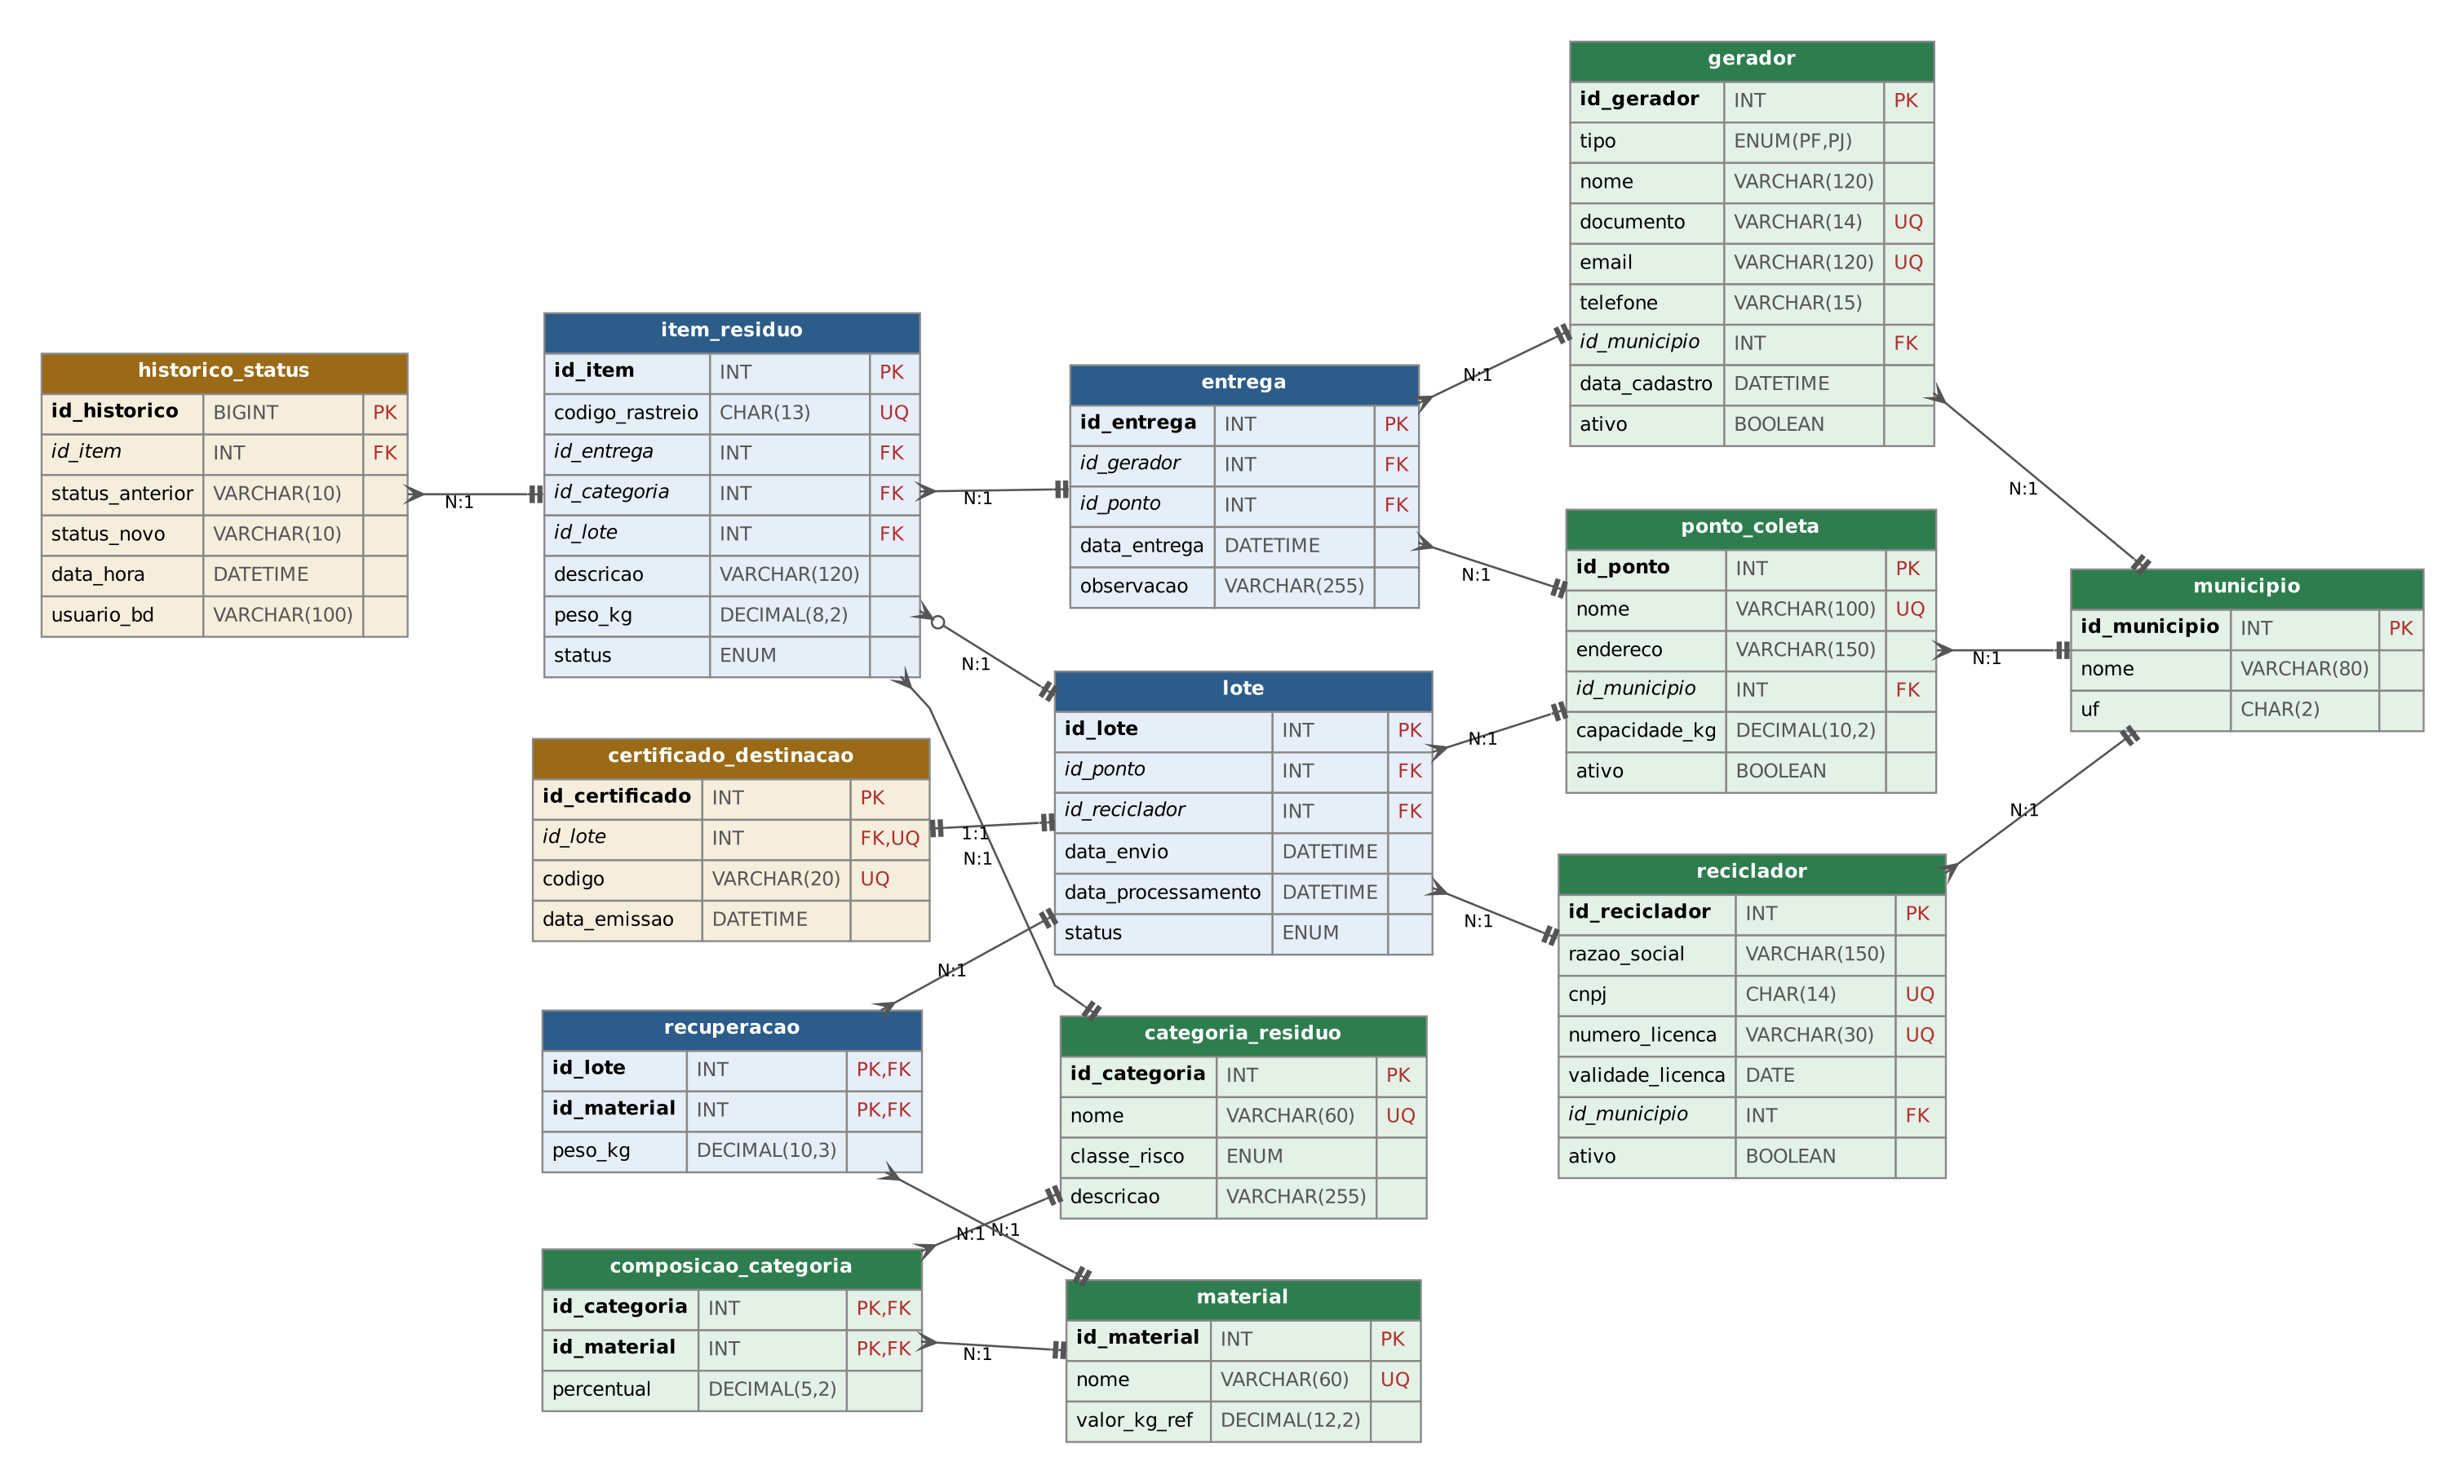 gerador
id_gerador INT PK
tipo ENUM(PF,PJ)
nome VARCHAR(120)
documento VARCHAR(14) UQ
email VARCHAR(120) UQ
telefone VARCHAR(15)
id_municipio INT FK
data_cadastro DATETIME
ativo BOOLEAN
item_residuo
id_item INT PK
codigo_rastreio CHAR(13) UQ
id_entrega INT FK
id_categoria INT FK
id_lote INT FK
descricao VARCHAR(120)
peso_kg DECIMAL(8,2)
status ENUM
historico_status
id_historico BIGINT PK
id_item INT FK
status_anterior VARCHAR(10)
status_novo VARCHAR(10)
data_hora DATETIME
usuario_bd VARCHAR(100)
entrega
id_entrega INT PK
id_gerador INT FK
id_ponto INT FK
data_entrega DATETIME
observacao VARCHAR(255)
ponto_coleta
id_ponto INT PK
nome VARCHAR(100) UQ
endereco VARCHAR(150)
id_municipio INT FK
capacidade_kg DECIMAL(10,2)
ativo BOOLEAN
municipio
id_municipio INT PK
nome VARCHAR(80)
uf CHAR(2)
lote
id_lote INT PK
id_ponto INT FK
id_reciclador INT FK
data_envio DATETIME
data_processamento DATETIME
status ENUM
certificado_destinacao
id_certificado INT PK
id_lote INT FK,UQ
codigo VARCHAR(20) UQ
data_emissao DATETIME
reciclador
id_reciclador INT PK
razao_social VARCHAR(150)
cnpj CHAR(14) UQ
numero_licenca VARCHAR(30) UQ
validade_licenca DATE
id_municipio INT FK
ativo BOOLEAN
recuperacao
id_lote INT PK,FK
id_material INT PK,FK
peso_kg DECIMAL(10,3)
categoria_residuo
id_categoria INT PK
nome VARCHAR(60) UQ
classe_risco ENUM
descricao VARCHAR(255)
composicao_categoria
id_categoria INT PK,FK
id_material INT PK,FK
percentual DECIMAL(5,2)
material
id_material INT PK
nome VARCHAR(60) UQ
valor_kg_ref DECIMAL(12,2)
N:1
N:1
N:1
N:1
N:1
N:1
N:1
N:1
N:1
1:1
N:1
N:1
N:1
N:1
N:1
N:1